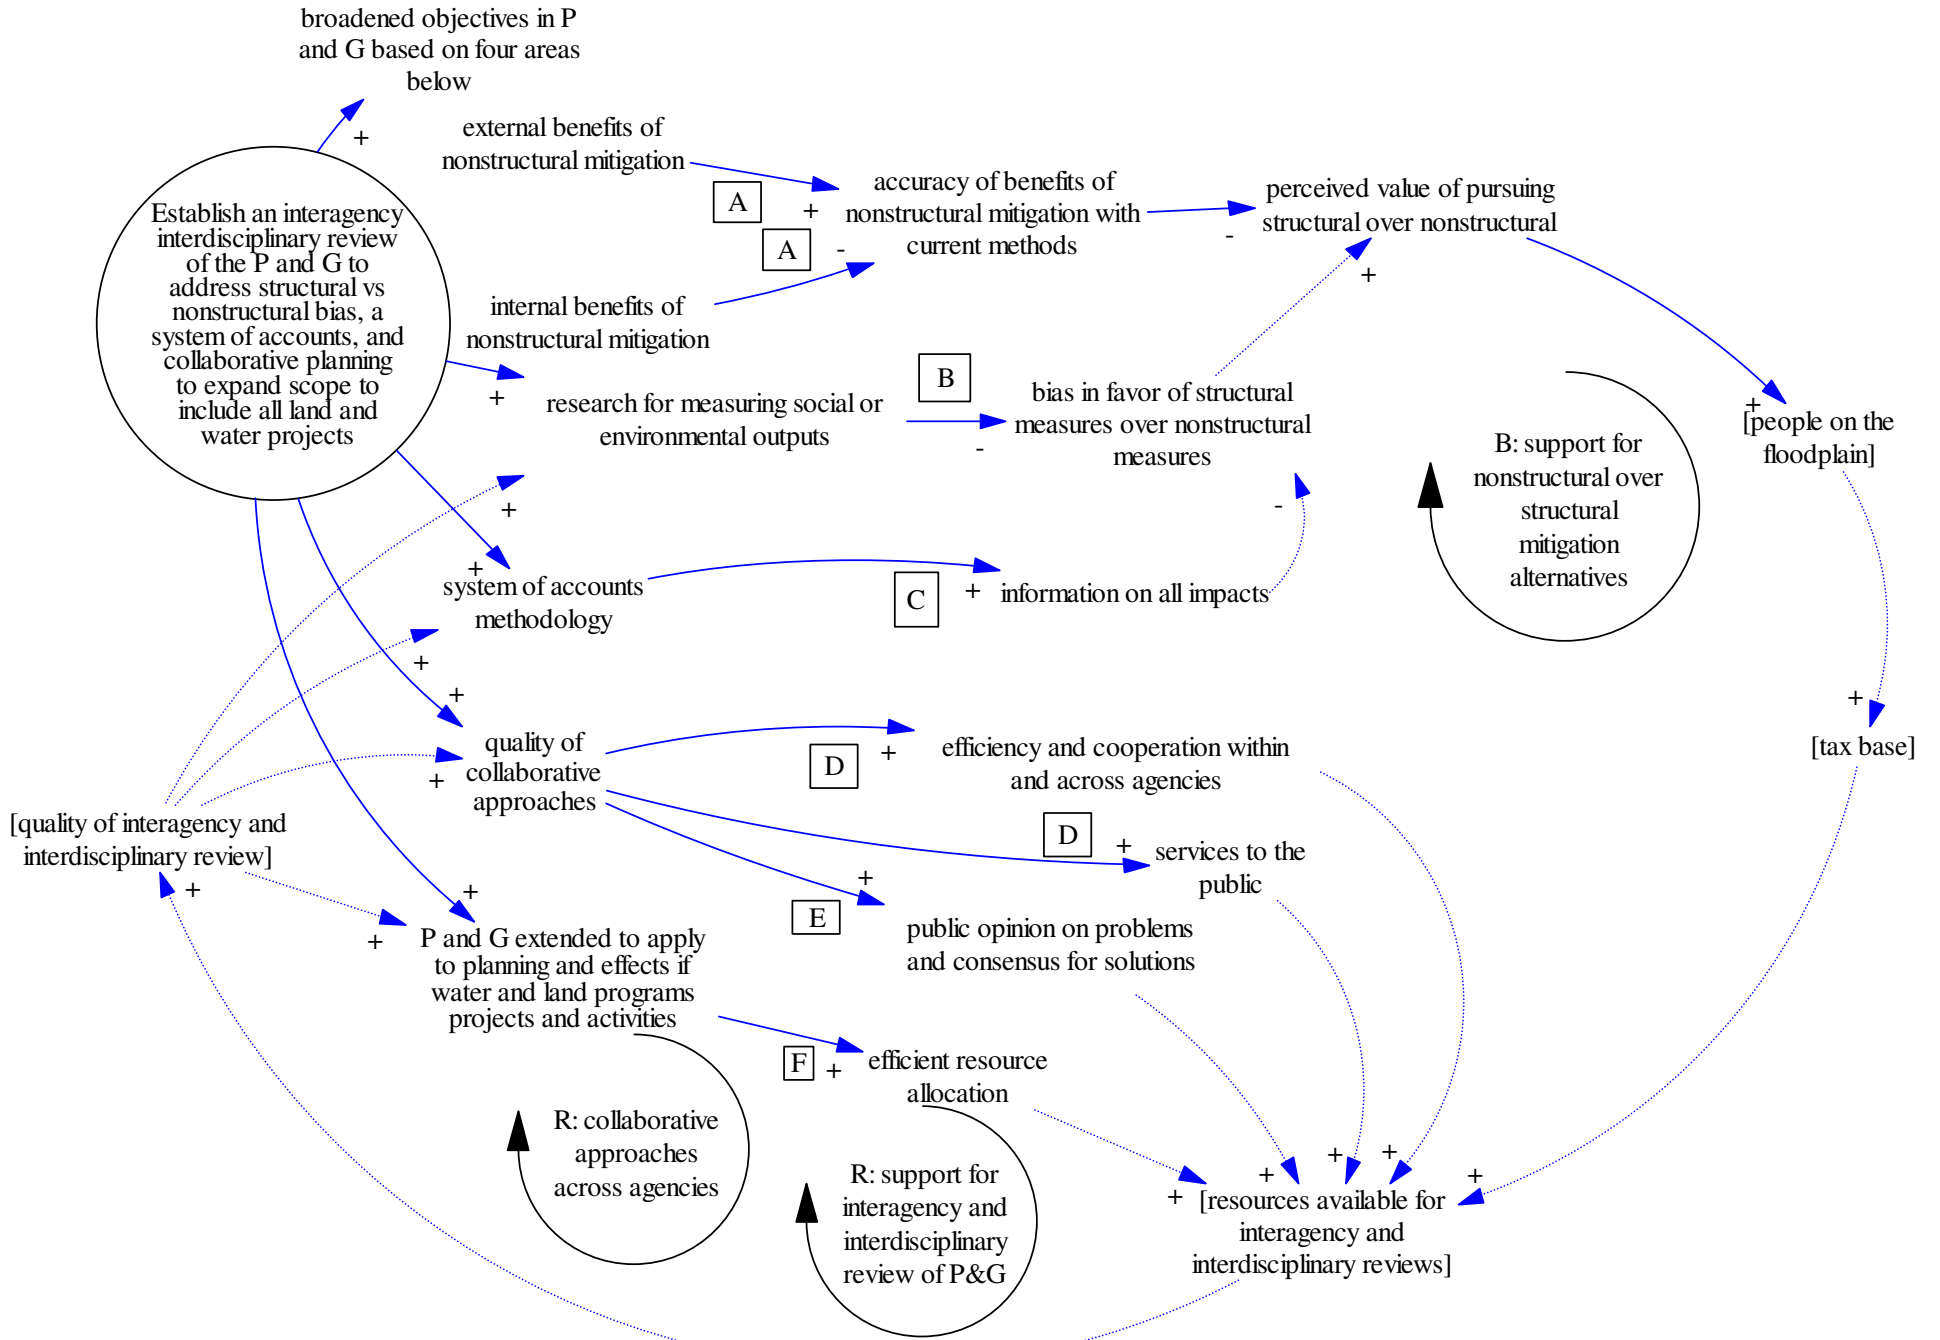 broadened objectives in P
and G based on four areas
below
+
external benefits of
nonstructural mitigation
A
+
accuracy of benefits of
nonstructural mitigation with
current methods
perceived value of pursuing
structural over nonstructural
-
+
Establish an interagency
interdisciplinary review
of the P and G to
address structural vs
nonstructural bias, a
system of accounts, and
collaborative planning
to expand scope to
include all land and
water projects
A
-
internal benefits of
nonstructural mitigation
+
research for measuring social or
environmental outputs
B
-
bias in favor of structural
measures over nonstructural
measures
+
[people on the
floodplain]
B: support for
nonstructural over
structural
mitigation
alternatives
+
-
+
system of accounts
methodology
C
+
information on all impacts
+
+
+
[tax base]
quality of
collaborative
approaches
+
D
+
efficiency and cooperation within
and across agencies
[quality of interagency and
interdisciplinary review]
+
D
+
services to the
public
+
E
public opinion on problems
and consensus for solutions
+
+
P and G extended to apply
to planning and effects if
water and land programs
projects and activities
F
+
efficient resource
allocation
R: collaborative
approaches
across agencies
R: support for
interagency and
interdisciplinary
review of P&G
+
+
+
+
+
[resources available for
interagency and
interdisciplinary reviews]